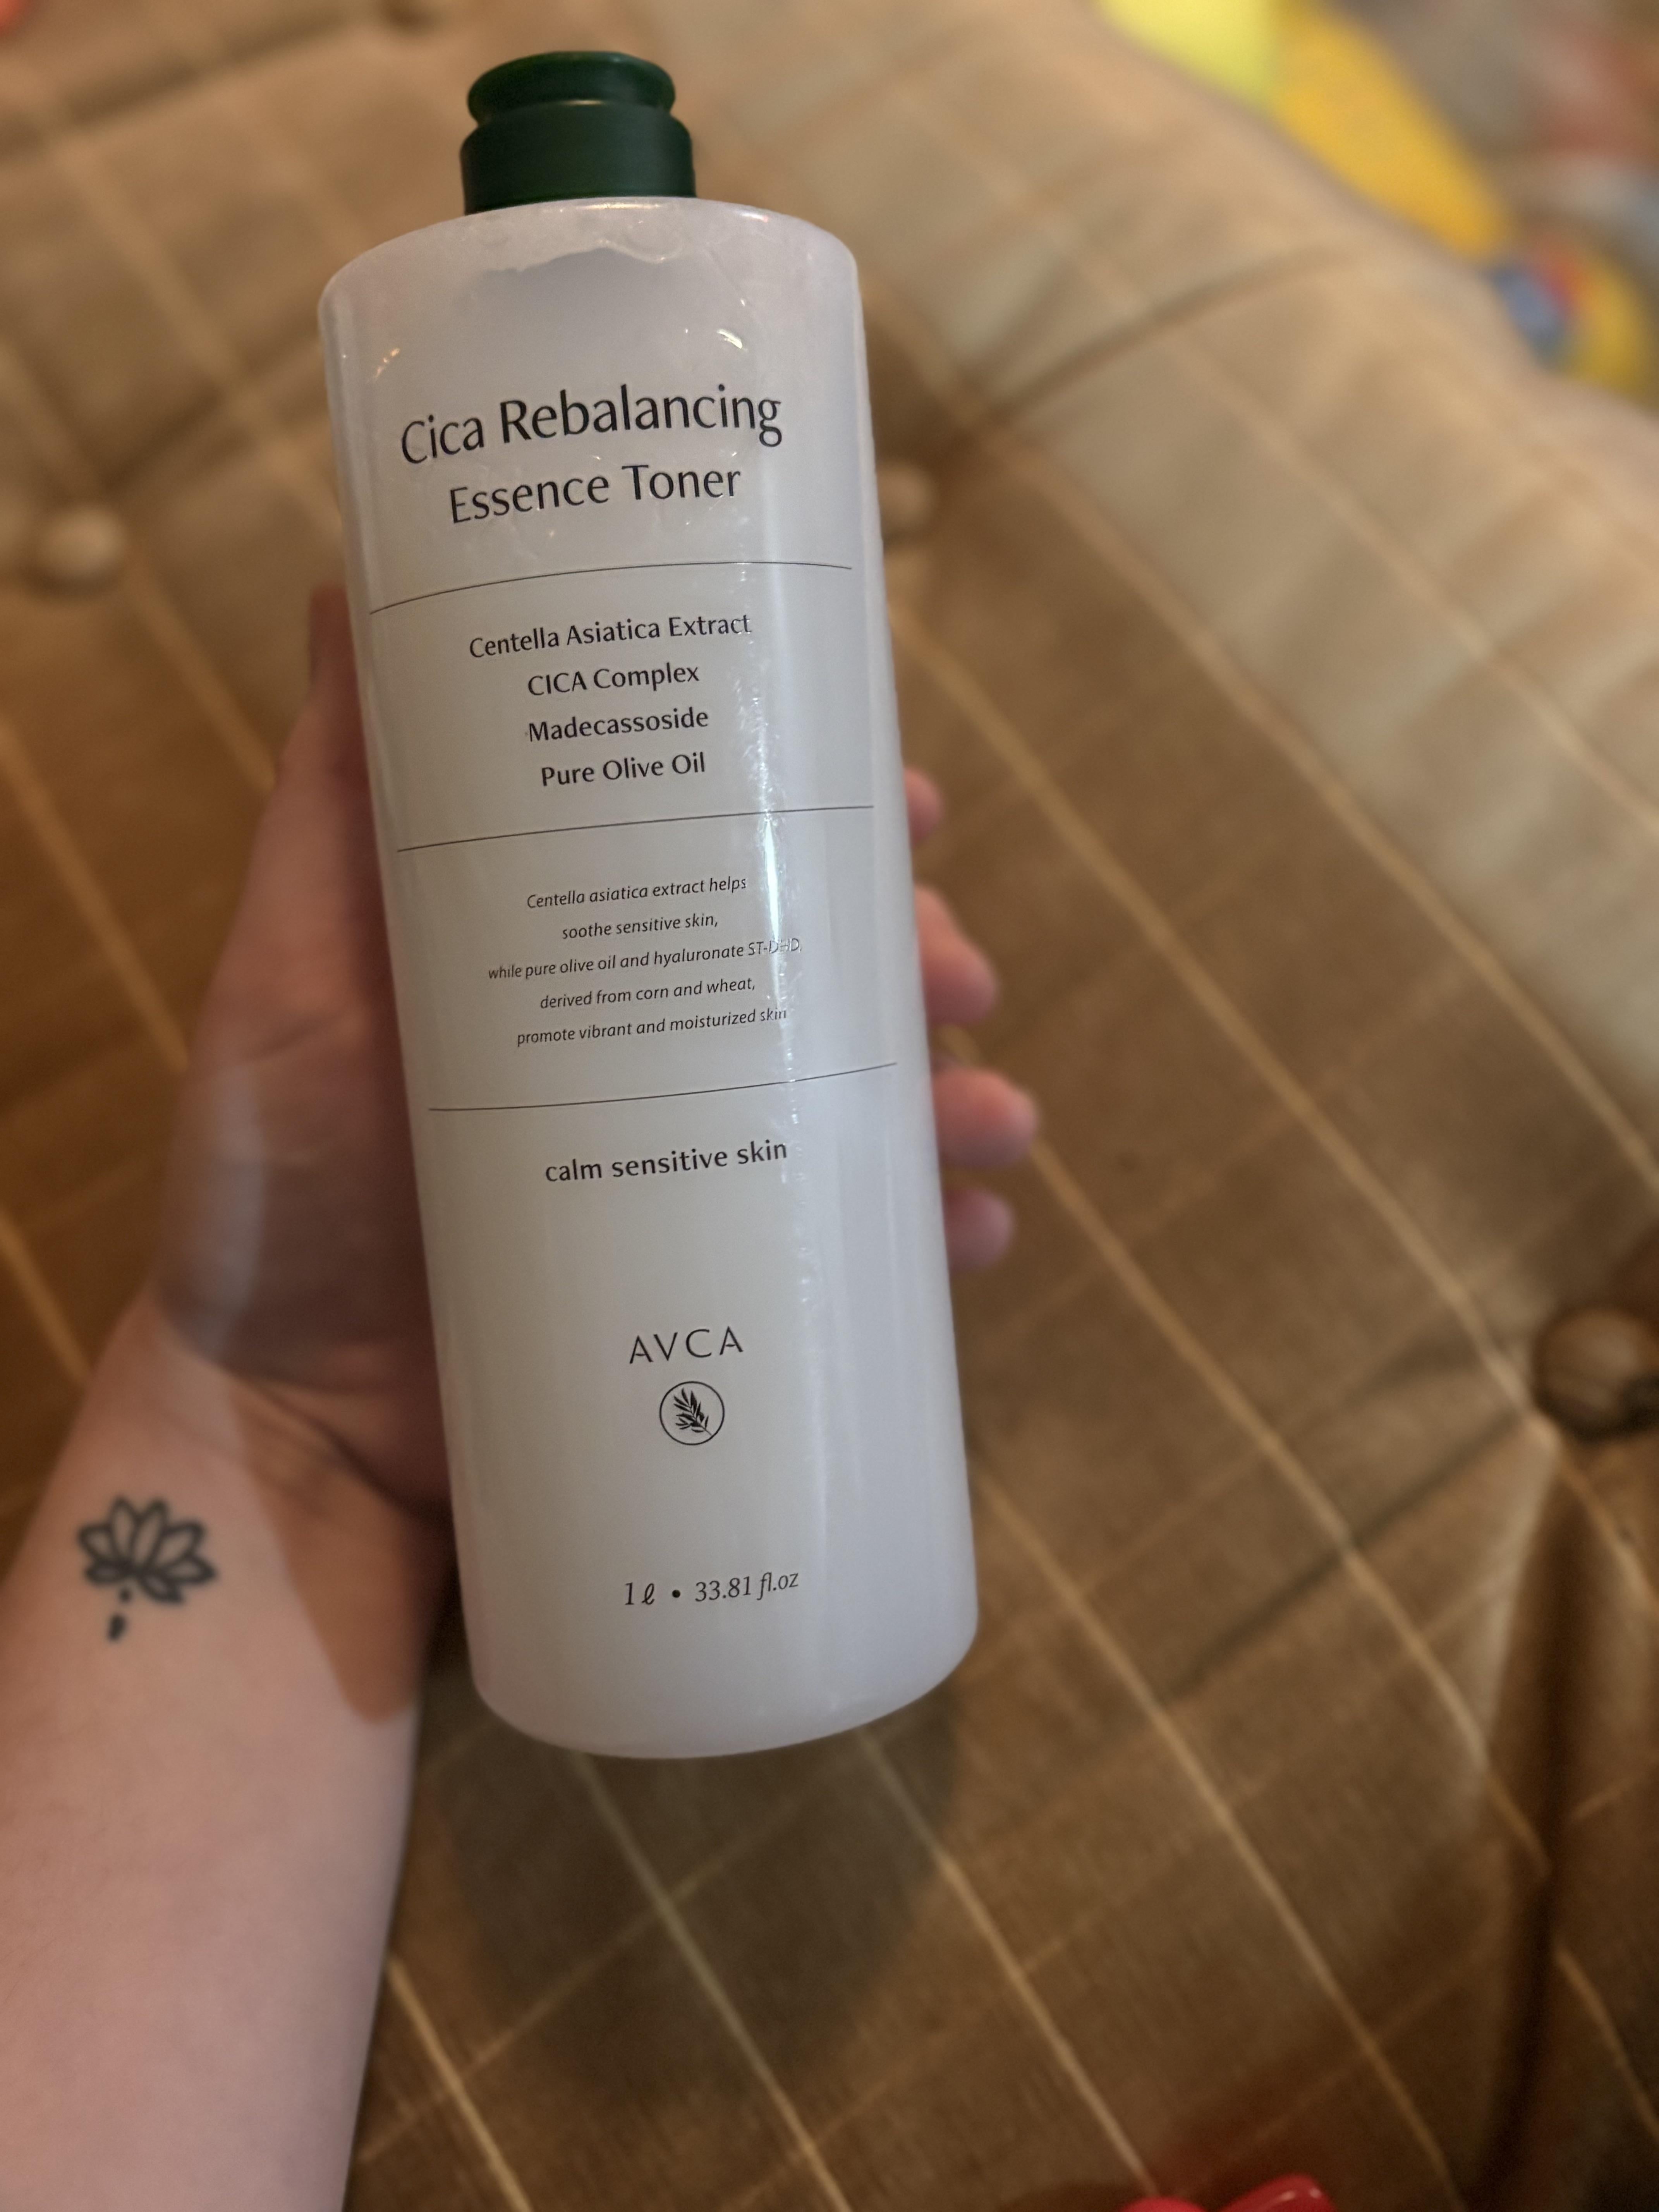 Cica Rebalancing
Essence Toner
Centella Asiatica Extract
CICA Complex
Madecassoside
Pure Olive Oil
Centella asiatica extract helps
soothe sensitive skin,
while pure olive oil and hyaluronate ST-DHD,
derived from corn and wheat,
promote vibrant and moisturized skin
calm sensitive skin
AVCA
1ℓ • 33.81 fl.oz